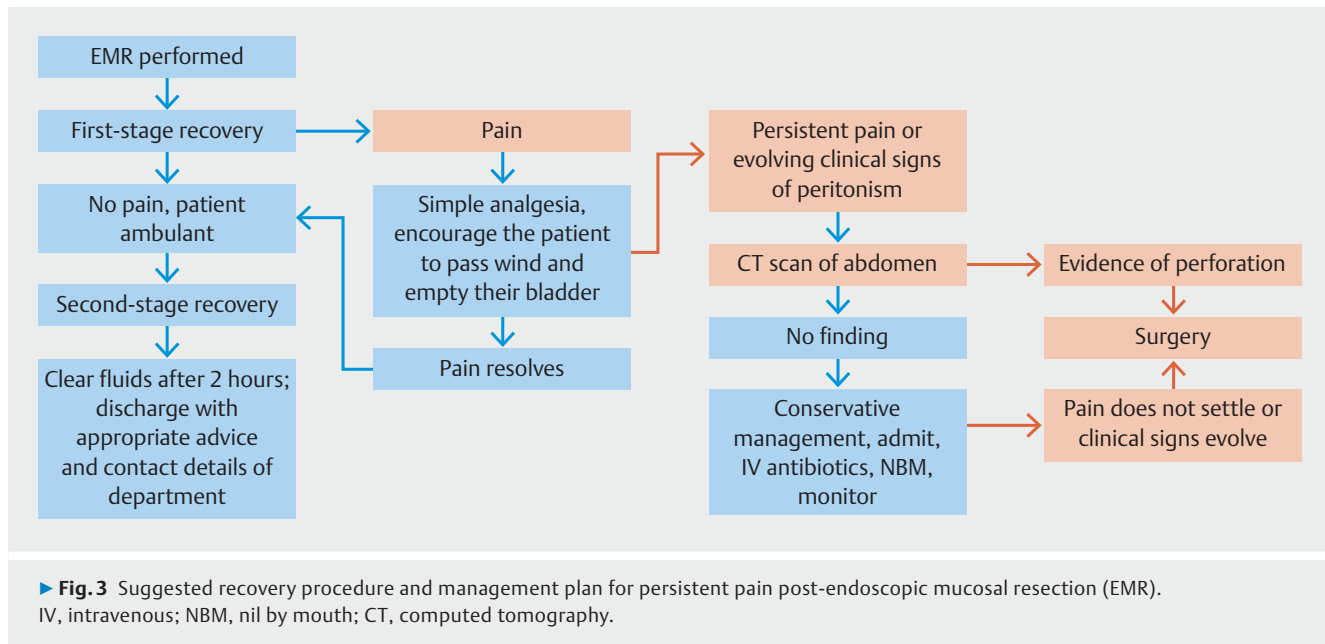 EMR performed
First-stage recovery
No pain, patient
ambulant
Second-stage recovery
Clear fluids after 2 hours;
discharge with
appropriate advice
and contact details of
department
Pain
Simple analgesia,
encourage the patient
to pass wind and
empty their bladder
Pain resolves
Persistent pain or
evolving clinical signs
of peritonism
CT scan of abdomen
No finding
Conservative
management, admit,
IV antibiotics, NBM,
monitor
Evidence of perforation
Surgery
Pain does not settle or
clinical signs evolve
▶ Fig. 3 Suggested recovery procedure and management plan for persistent pain post-endoscopic mucosal resection (EMR).
IV, intravenous; NBM, nil by mouth; CT, computed tomography.